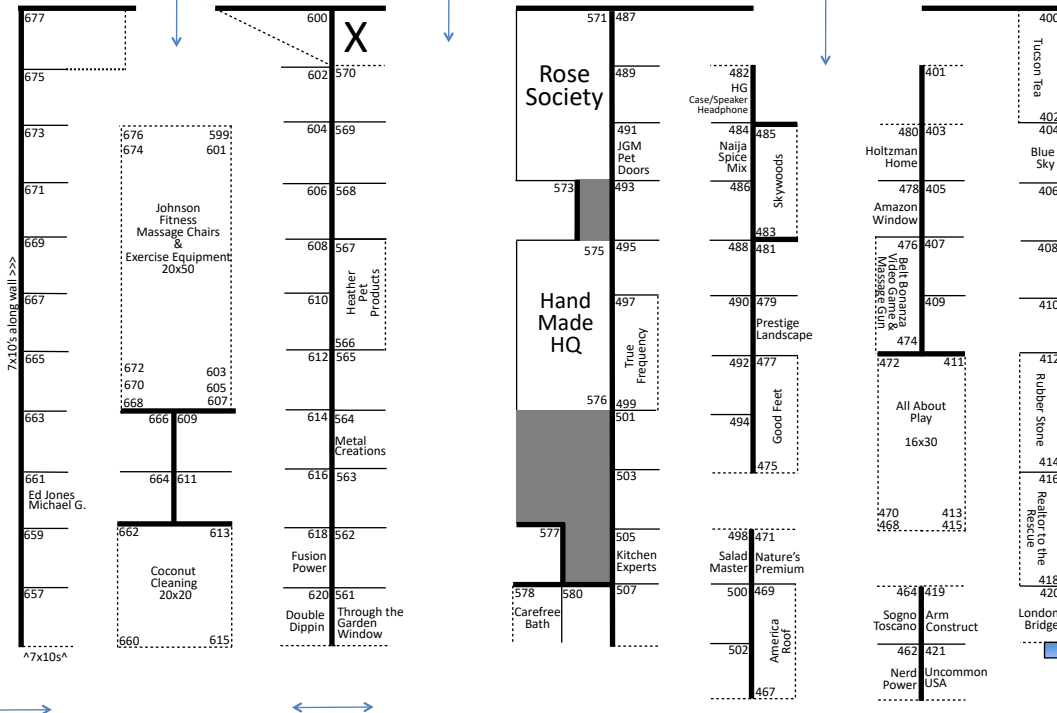 677
600
X
571
487
400
675
602
570
Rose
Society
489
482
HG
Case/Speaker
Headphone
401
Tucson Tea
402
673
676
599
674
601
604
569
491
JGM
Pet
Doors
484
Naija
Spice
Mix
485
Skywoods
483
480
403
Holtzman
Home
404
Blue
Sky
671
606
568
573
493
486
478
405
Amazon
Window
406
Johnson
Fitness
Massage Chairs
&
Exercise Equipment
20x50
669
608
567
Heather
Pet
Products
566
575
495
488
481
476
407
Belt Bonanza
Video Game &
Massage Gun
474
408
7x10's along wall >>>
667
610
Hand
Made
HQ
497
True
Frequency
499
490
479
Prestige
Landscape
409
410
665
612
565
492
477
Good Feet
475
472
411
412
Rubber Stone
414
672
603
670
605
668
607
576
All About
Play
16x30
663
666
609
614
564
Metal
Creations
501
494
661
Ed Jones
Michael G.
664
611
616
563
503
416
Realtor to the
Rescue
418
470
413
468
415
659
662
613
618
562
Fusion
Power
577
505
Kitchen
Experts
498
471
Salad
Master
Nature's
Premium
Coconut
Cleaning
20x20
657
620
561
Double
Dippin
Through the
Garden
Window
578
580
Carefree
Bath
507
500
469
America
Roof
467
464
419
Sogno
Toscano
Arm
Construct
420
London
Bridge
660
615
502
462
421
Nerd
Power
Uncommon
USA
^7x10s^